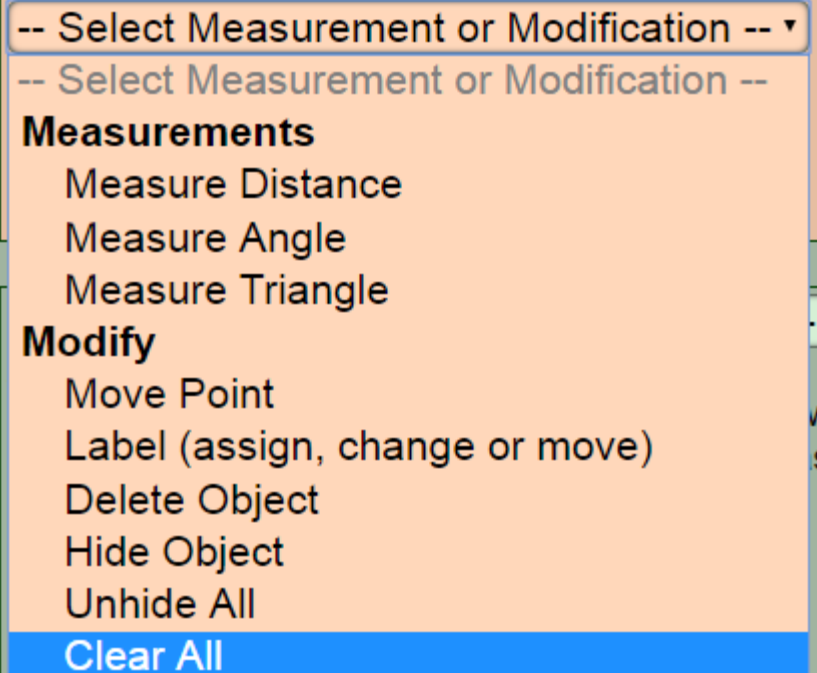 -- Select Measurement or Modification --
-- Select Measurement or Modification --
Measurements
Measure Distance
Measure Angle
Measure Triangle
Modify
Move Point
Label (assign, change or move)
Delete Object
Hide Object
Unhide All
Clear All